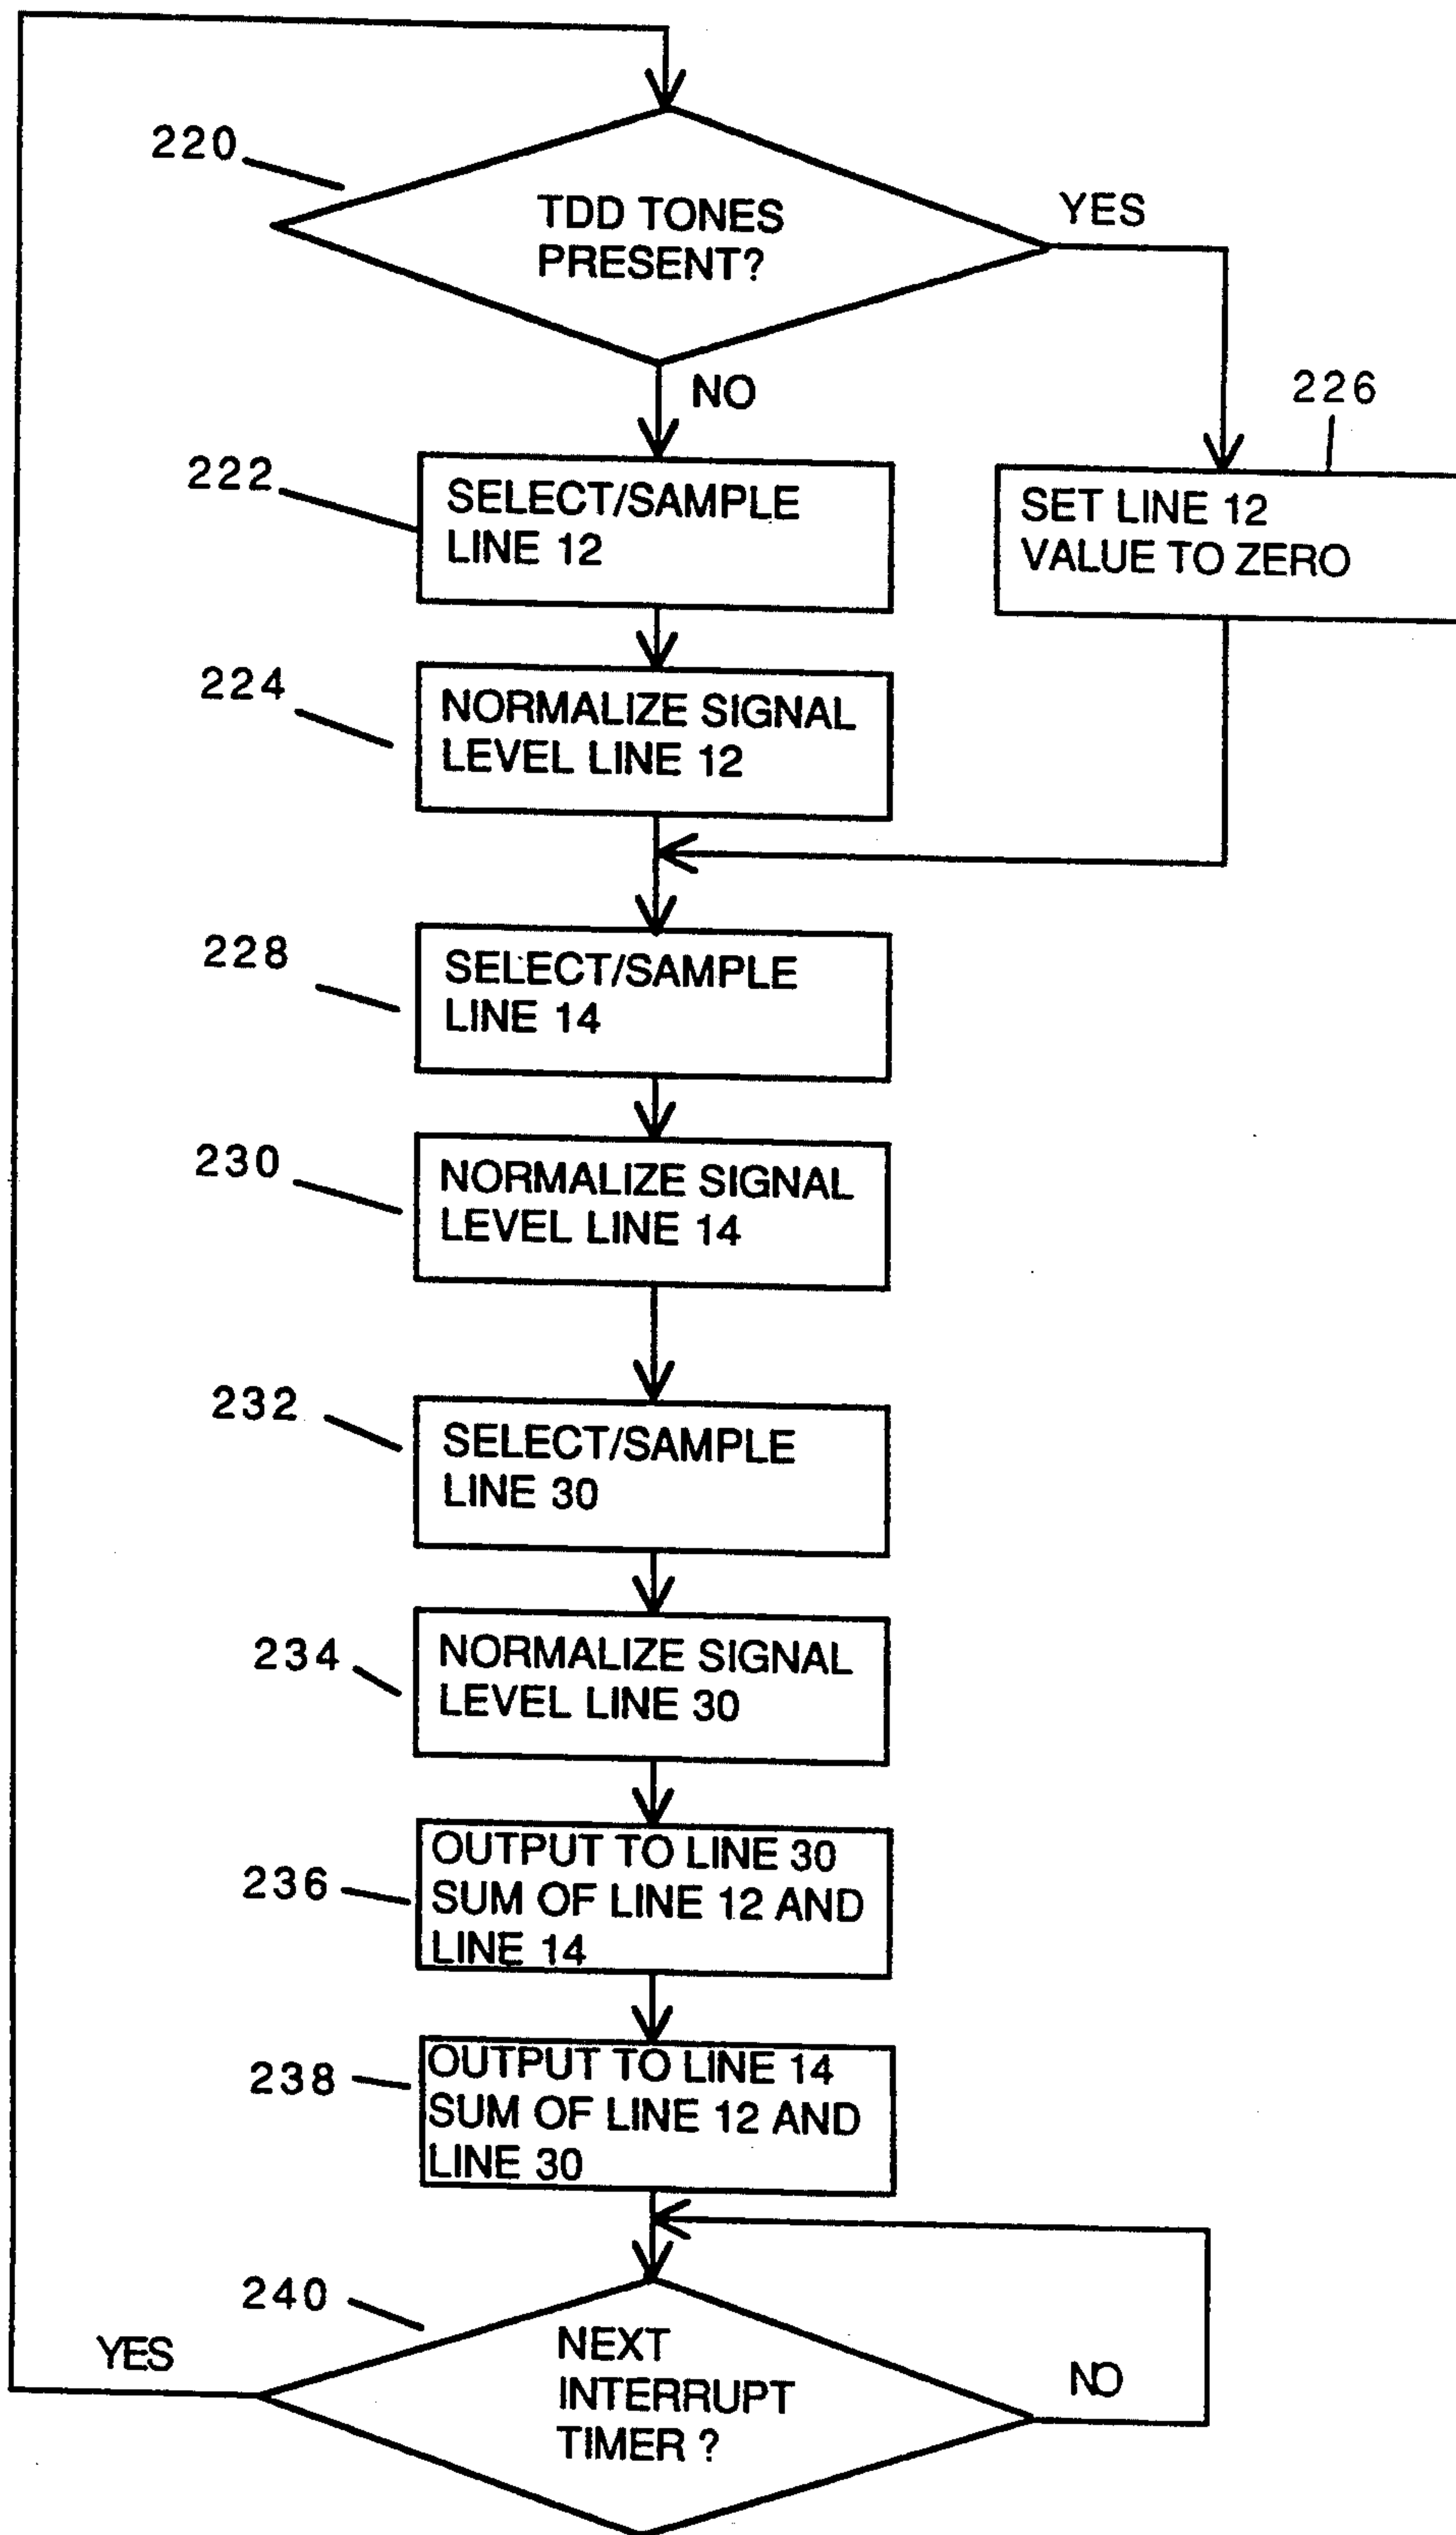 220
TDD TONES
PRESENT?
YES
NO
226
222
SELECT/SAMPLE
LINE 12
SET LINE 12
VALUE TO ZERO
224
NORMALIZE SIGNAL
LEVEL LINE 12
228
SELECT/SAMPLE
LINE 14
230
NORMALIZE SIGNAL
LEVEL LINE 14
232
SELECT/SAMPLE
LINE 30
234
NORMALIZE SIGNAL
LEVEL LINE 30
236
OUTPUT TO LINE 30
SUM OF LINE 12 AND
LINE 14
238
OUTPUT TO LINE 14
SUM OF LINE 12 AND
LINE 30
240
YES
NEXT
INTERRUPT
TIMER ?
NO